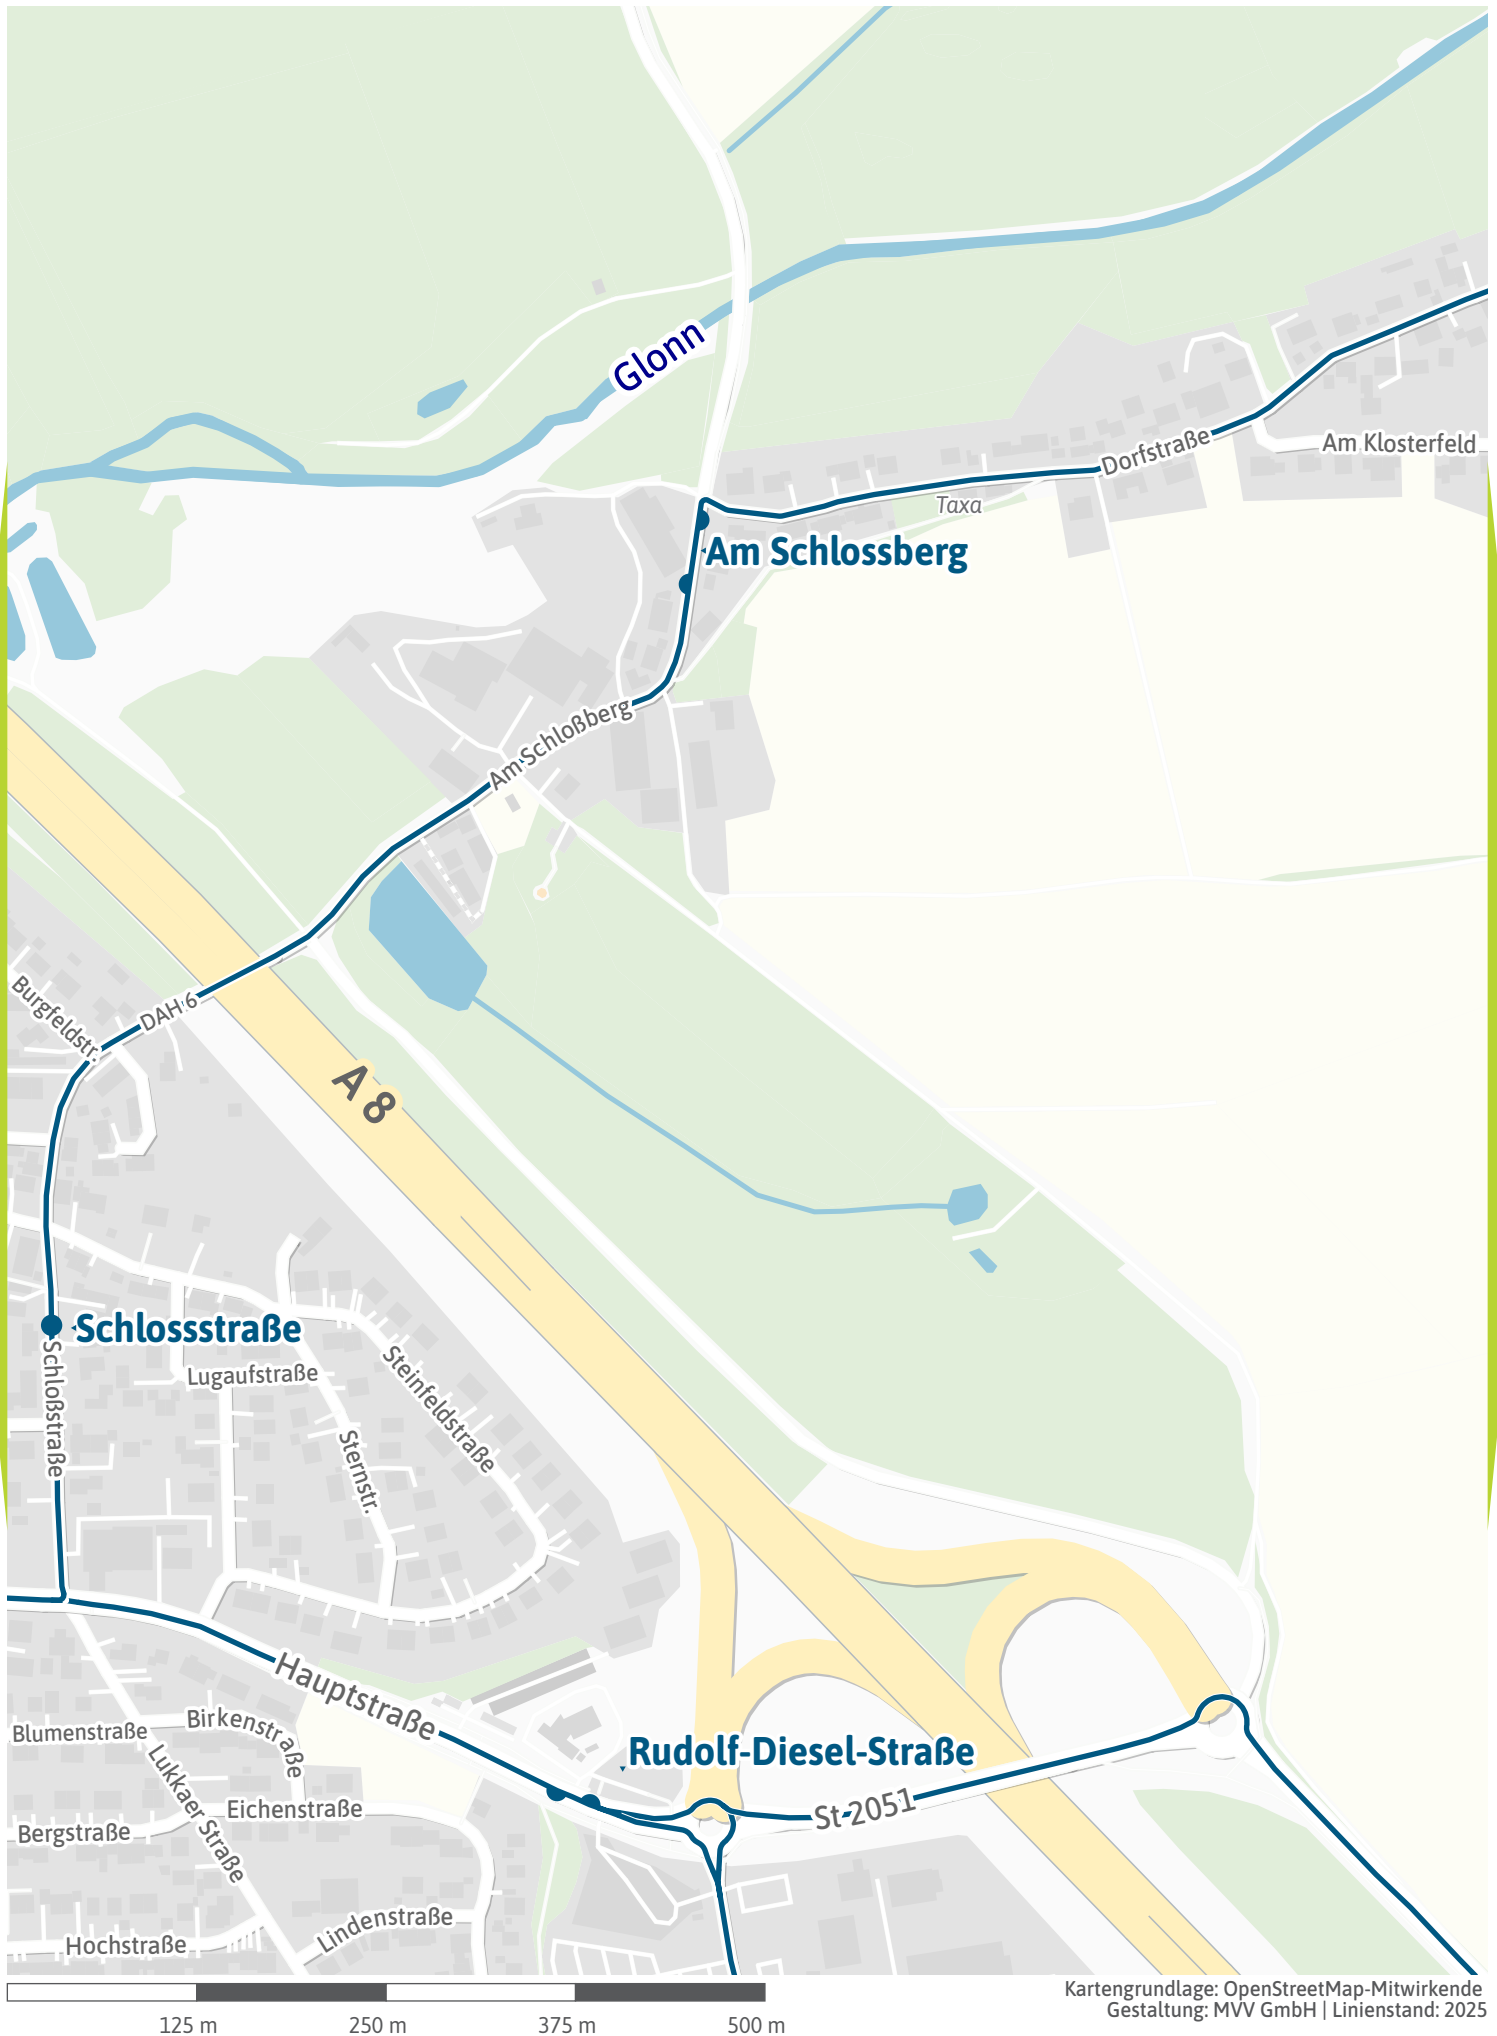 Glonn
Am Klosterfeld
Dorfstraße
Taxa
Am Schlossberg
Am Schloßberg
Burgfeldstr.
DAH 6
A 8
Schlossstraße
Schloßstraße
Lugaufstraße
Steinfeldstraße
Sternstr.
Hauptstraße
Blumenstraße
Birkenstraße
Rudolf-Diesel-Straße
Lukkaer Straße
Eichenstraße
St 2051
Bergstraße
Lindenstraße
Hochstraße
Kartengrundlage: OpenStreetMap-Mitwirkende
Gestaltung: MVV GmbH | Linienstand: 2025
125 m 250 m 375 m 500 m